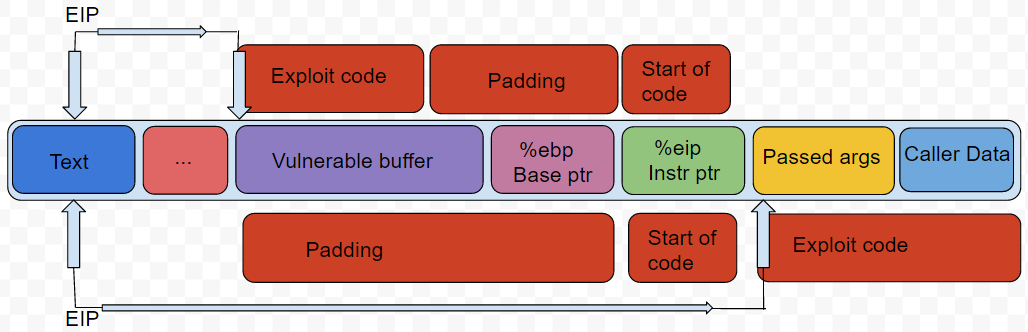 EIP
Exploit code
Padding
Start of
code
Text
...
Vulnerable buffer
%ebp
Base ptr
%eip
Instr ptr
Passed args
Caller Data
Padding
Start of
code
Exploit code
EIP